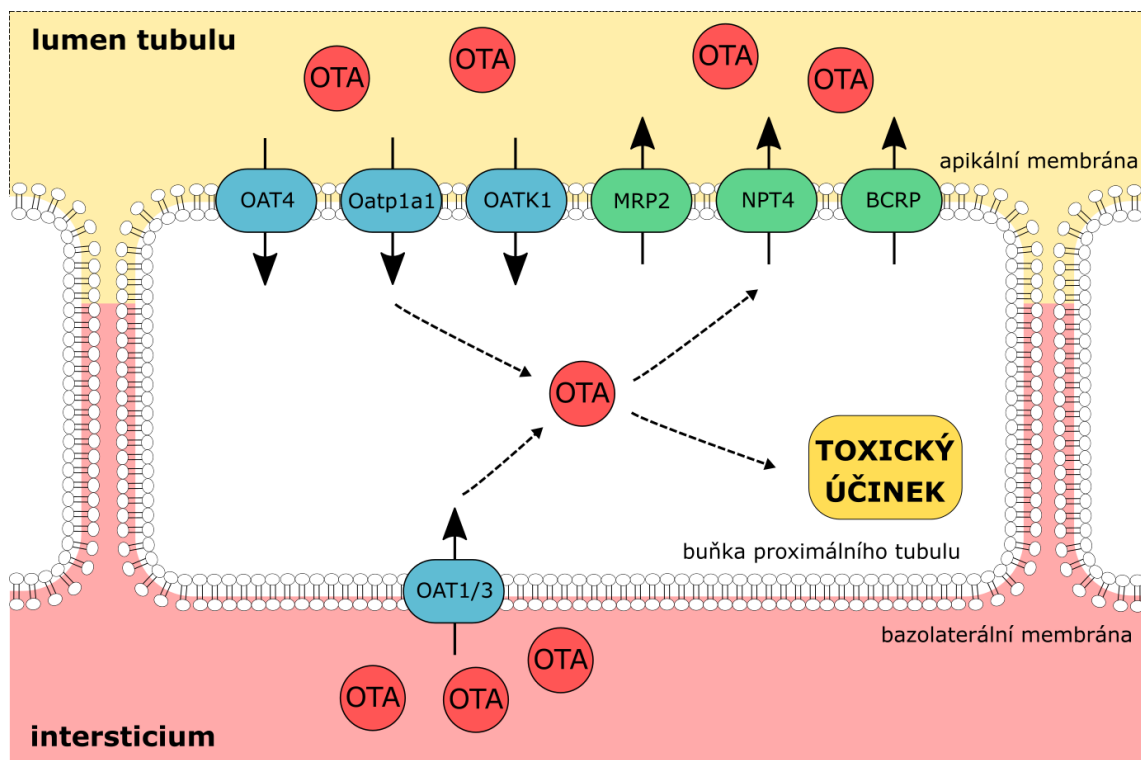 lumen tubulu
OTA
OTA
OTA
OTA
apikální membrána
OAT4
Oatp1a1
OATK1
MRP2
NPT4
BCRP
OTA
TOXICKÝ
ÚČINEK
buňka proximálního tubulu
OAT1/3
bazolaterální membrána
OTA
OTA
OTA
intersticium